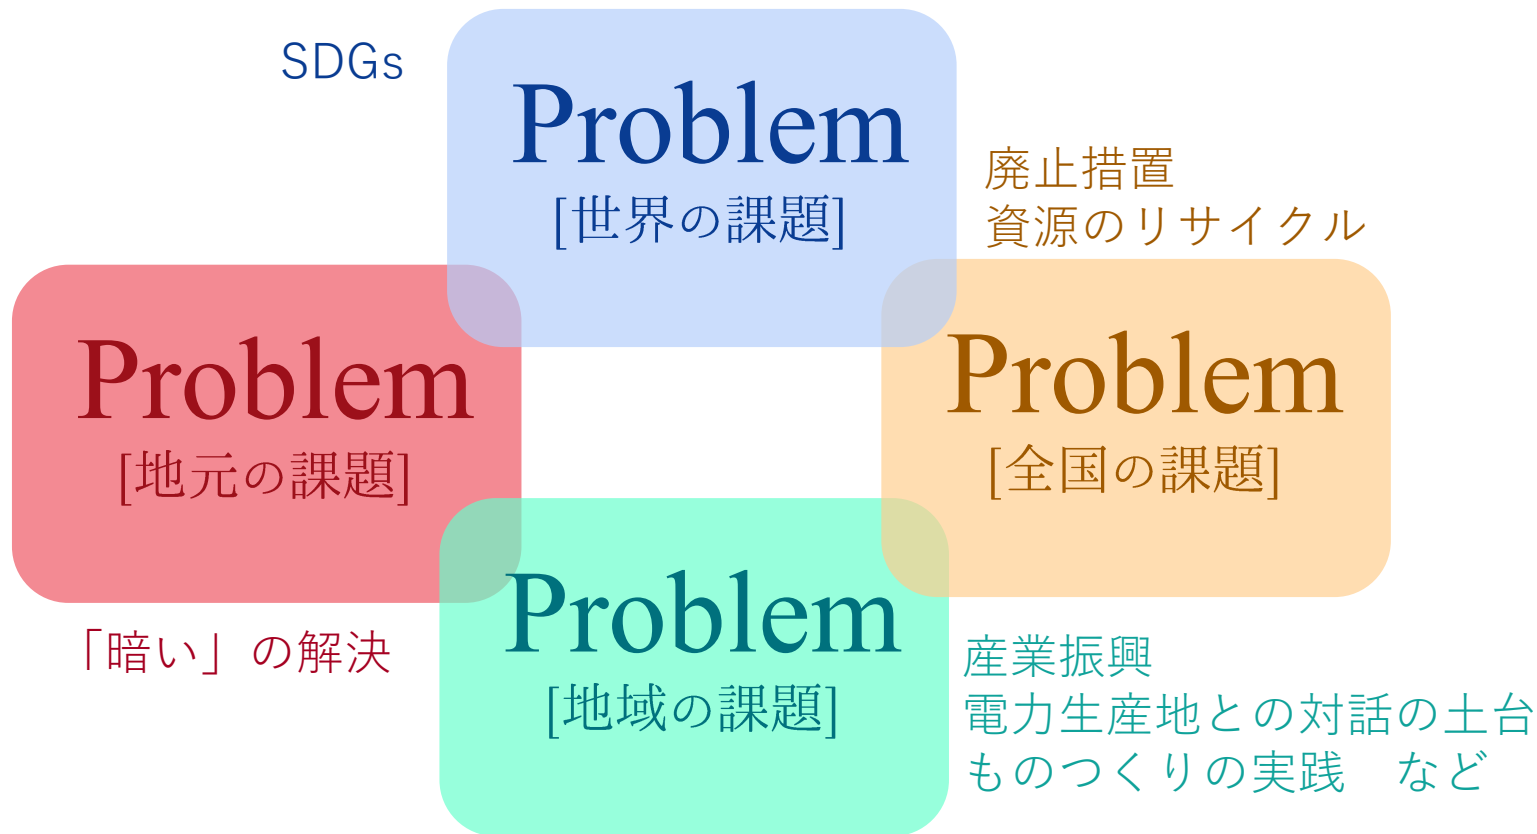 SDGs
Problem
[世界の課題]
廃止措置
資源のリサイクル
Problem
[地元の課題]
Problem
[全国の課題]
「暗い」の解決
Problem
[地域の課題]
産業振興
電力生産地との対話の土台
ものつくりの実践　など